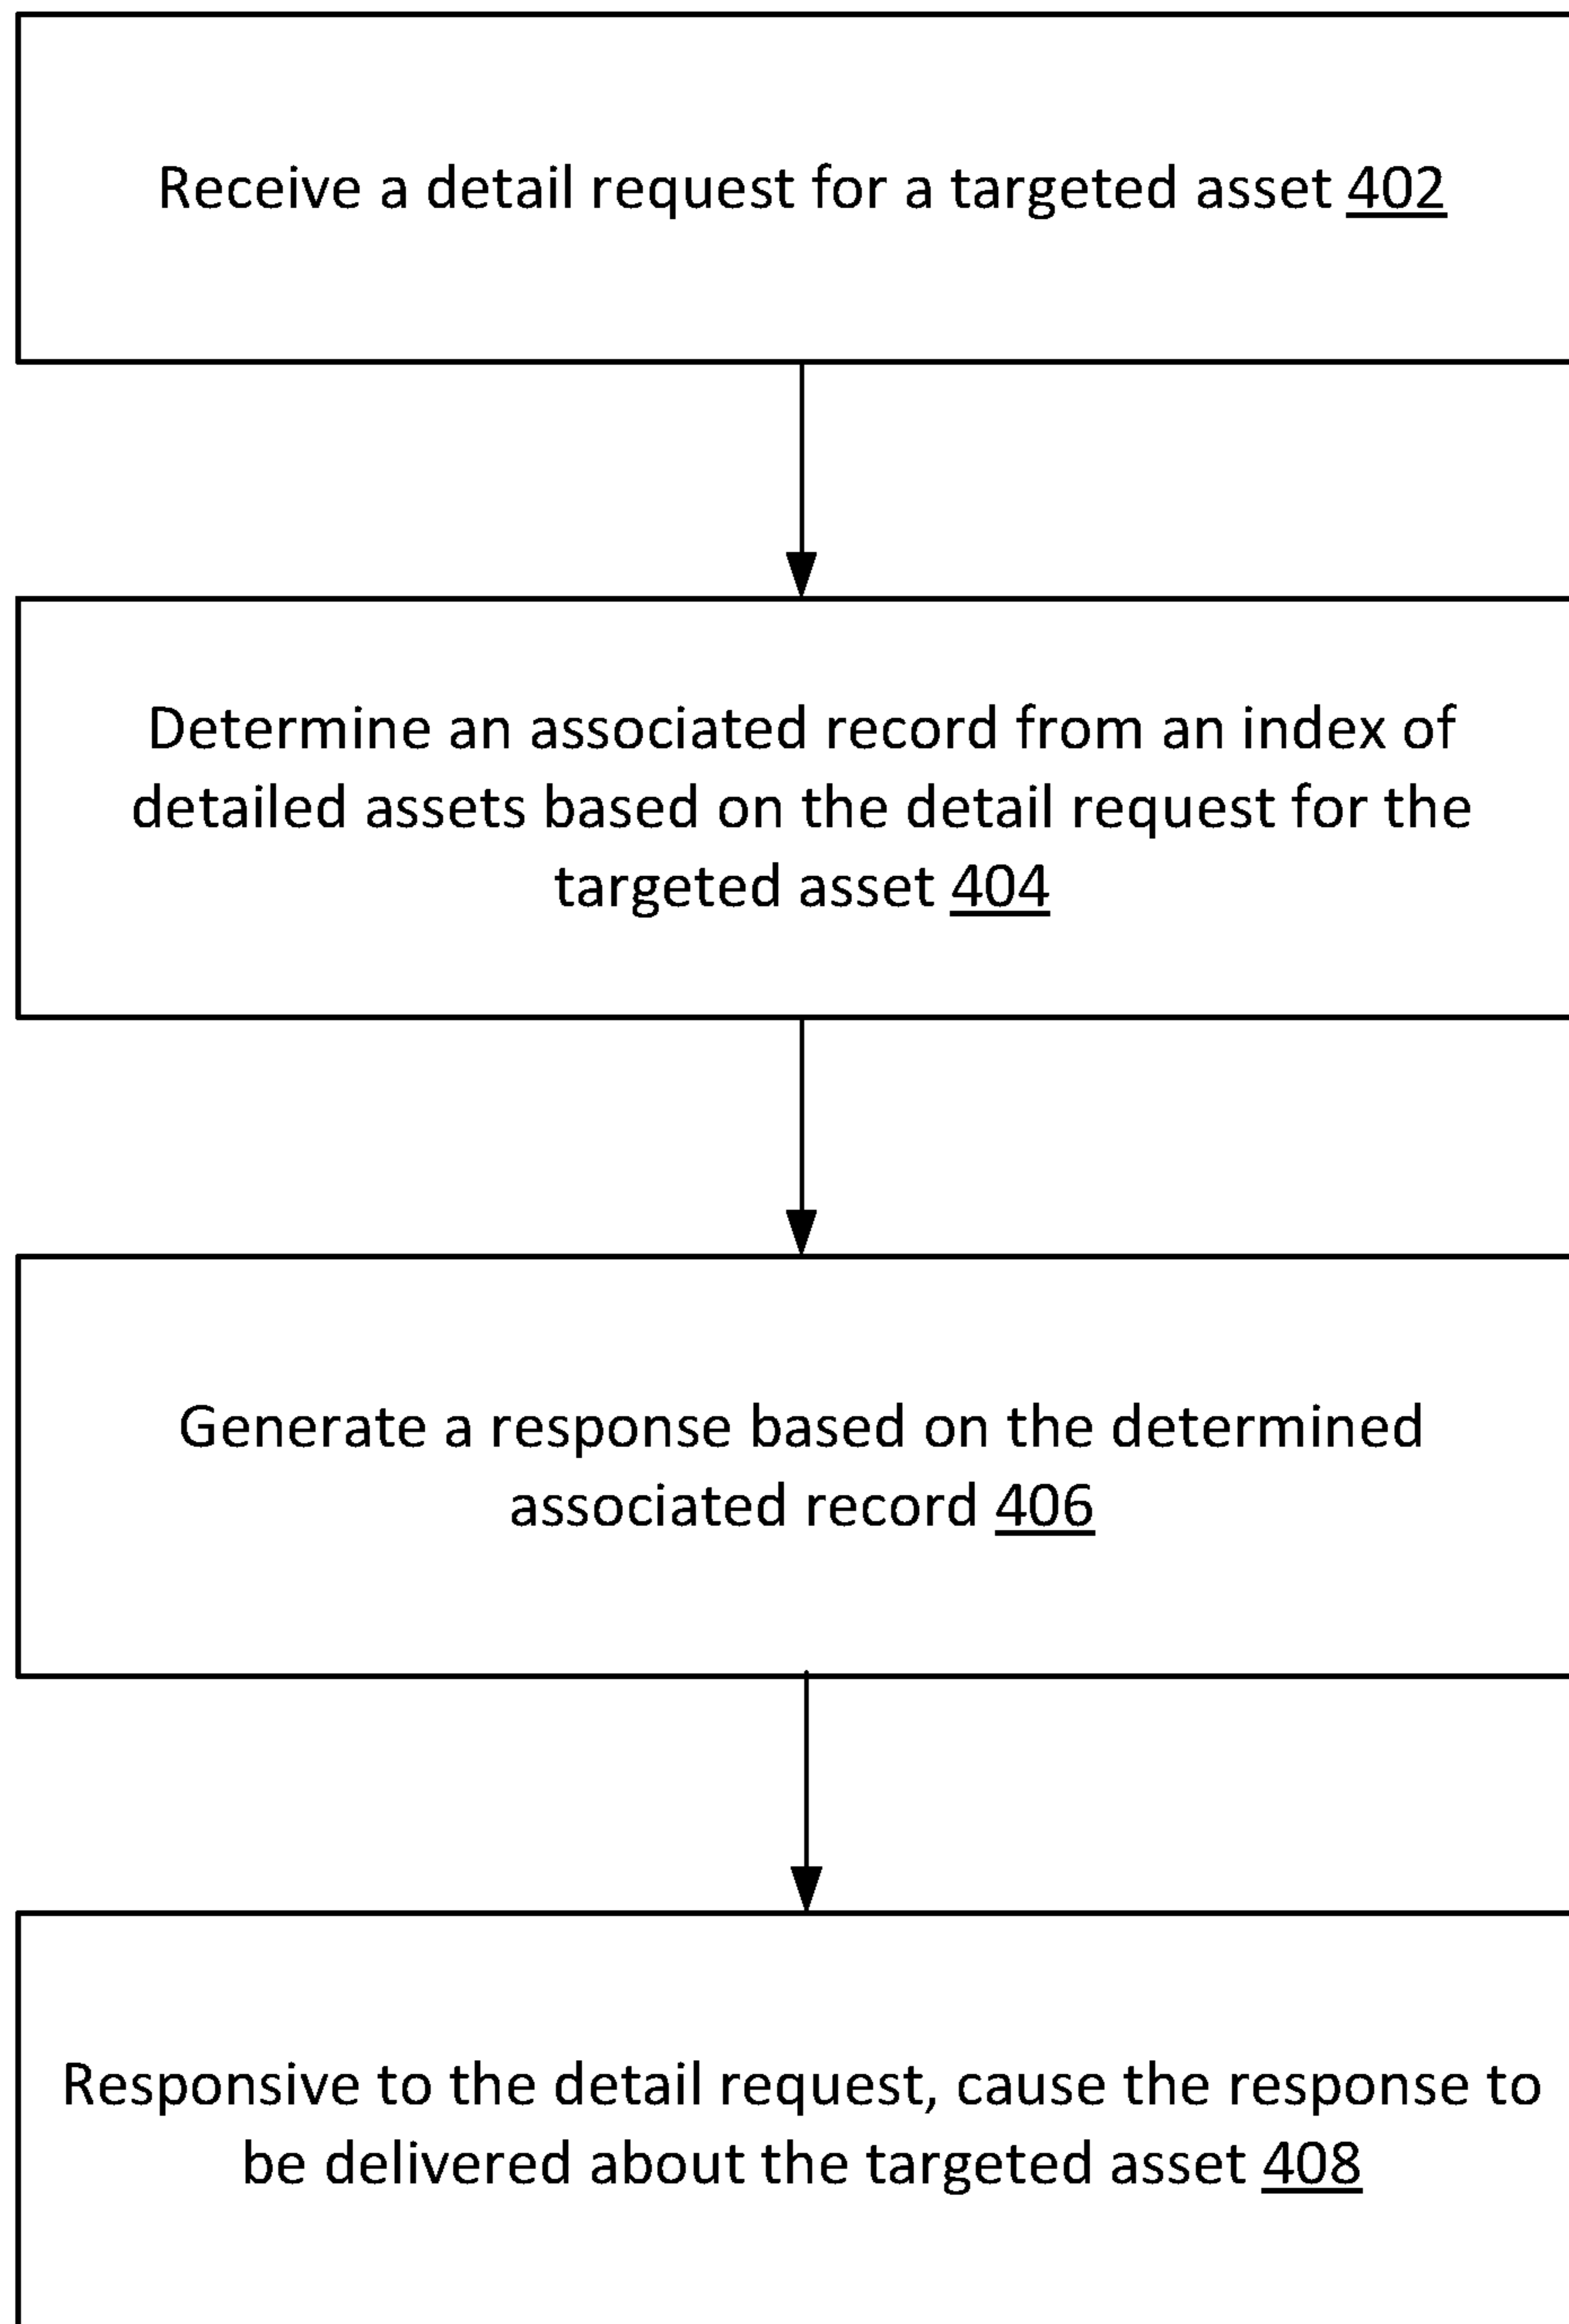 Receive a detail request for a targeted asset 402
Determine an associated record from an index of
detailed assets based on the detail request for the
targeted asset 404
Generate a response based on the determined
associated record 406
Responsive to the detail request, cause the response to
be delivered about the targeted asset 408